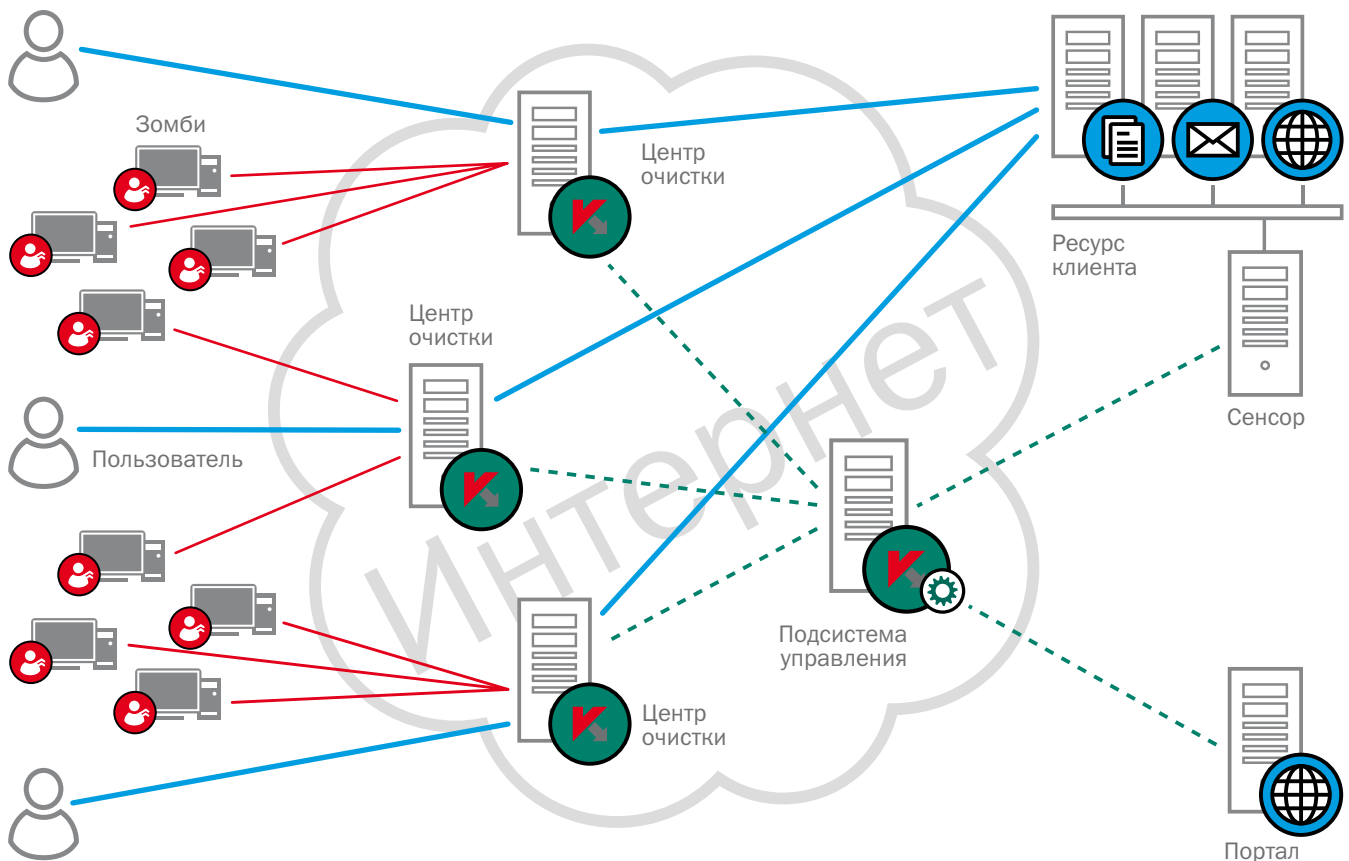 Зомби
Центр
очистки
Ресурс
клиента
Центр
очистки
Сенсор
Пользователь
Интернет
Подсистема
управления
Центр
очистки
Портал